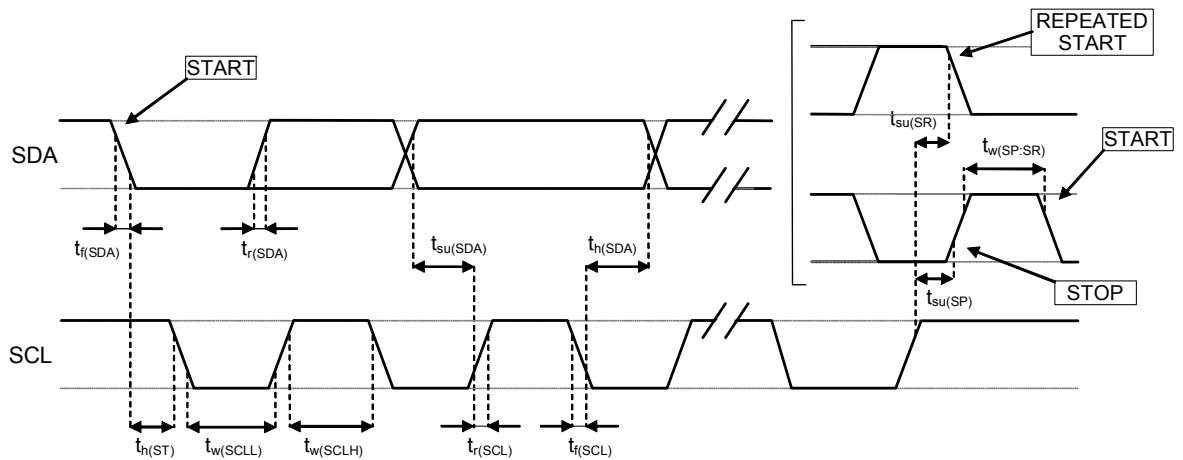 REPEATED
START
START
SDA
t_su(SR)
t_w(SP:SR)
START
t_f(SDA)
t_r(SDA)
t_su(SDA)
t_h(SDA)
t_su(SP)
STOP
SCL
t_h(ST)
t_w(SCLL)
t_w(SCLH)
t_r(SCL)
t_f(SCL)